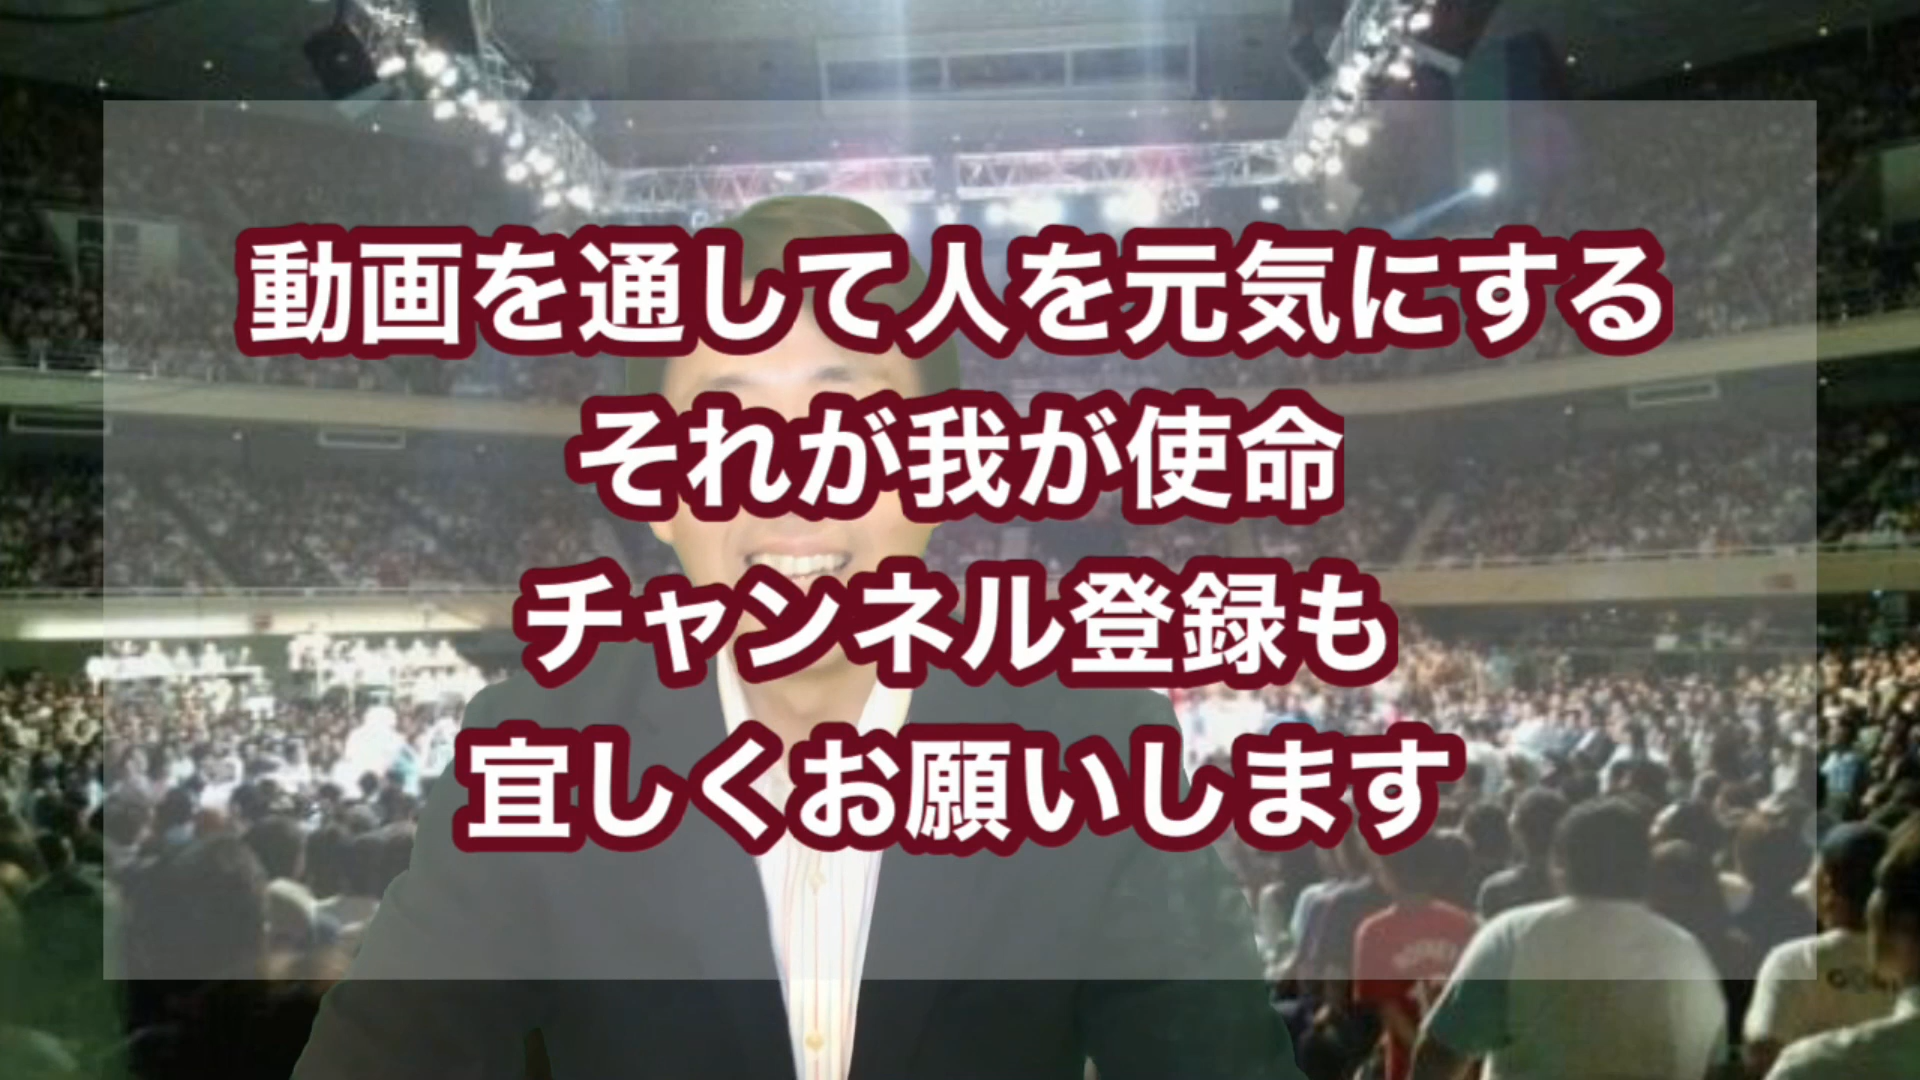 動画を通して人を元気にする
それが我が使命
チャンネル登録も
宜しくお願いします